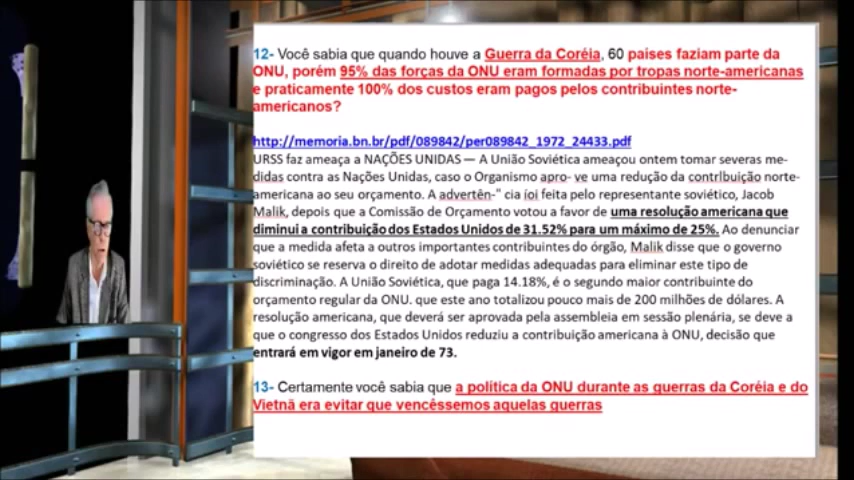 12- Você sabia que quando houve a Guerra da Coréia, 60 paises faziam parte da
ONU, porém 95% das forças da ONU eram formadas por tropas norte-americanas
e praticamente 100% dos custos eram pagos pelos contribuintes norte-
americanos?
http://memoria.bn.br/pdf/089842/per089842_1972_24433.pdf
URSS faz ameaça a NAÇÕES UNIDAS — A União Soviética ameaçou ontem tomar severas me-
didas contra as Nações Unidas, caso o Organismo apro- ve uma redução da contrlbuição norte-
americana ao seu orçamento. A advertên-" cia íoi feita pelo representante soviético, Jacob
Malik, depois que a Comissão de Orçamento votou a favor de uma resolução americana que
diminui a contribuição dos Estados Unidos de 31.52% para um máximo de 25%. Ao denunciar
que a medida afeta a outros importantes contribuintes do órgão, Malik disse que o governo
soviético se reserva o direito de adotar medidas adequadas para eliminar este tipo de
discriminação. A União Soviética, que paga 14.18%, é o segundo maior contribuinte do
orçamento regular da ONU. que este ano totalizou pouco mais de 200 milhões de dólares. A
resolução americana, que deverá ser aprovada pela assembleia em sessão plenária, se deve a
que o congresso dos Estados Unidos reduziu a contribuição americana à ONU, decisão que
entrará em vigor em janeiro de 73.
13- Certamente você sabia que a política da ONU durante as guerras da Coréia e do
Vietnã era evitar que vencêssemos aquelas guerras